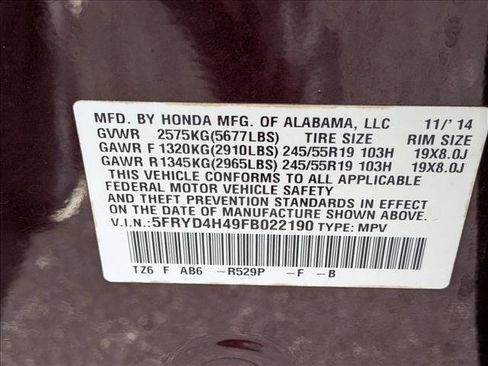 MFD. BY HONDA MFG. OF ALABAMA, LLC 11/' 14
GVWR 2575KG(5677LBS) TIRE SIZE RIM SIZE
GAWR F 1320KG(2910LBS) 245/55R19 103H 19X8.0J
GAWR R 1345KG(2965LBS) 245/55R19 103H 19X8.0J
THIS VEHICLE CONFORMS TO ALL APPLICABLE
FEDERAL MOTOR VEHICLE SAFETY
AND THEFT PREVENTION STANDARDS IN EFFECT
ON THE DATE OF MANUFACTURE SHOWN ABOVE.
V.I.N.: 5FRYD4H49FB022190 TYPE: MPV
TZ6 F AB6 -R529P -F -B